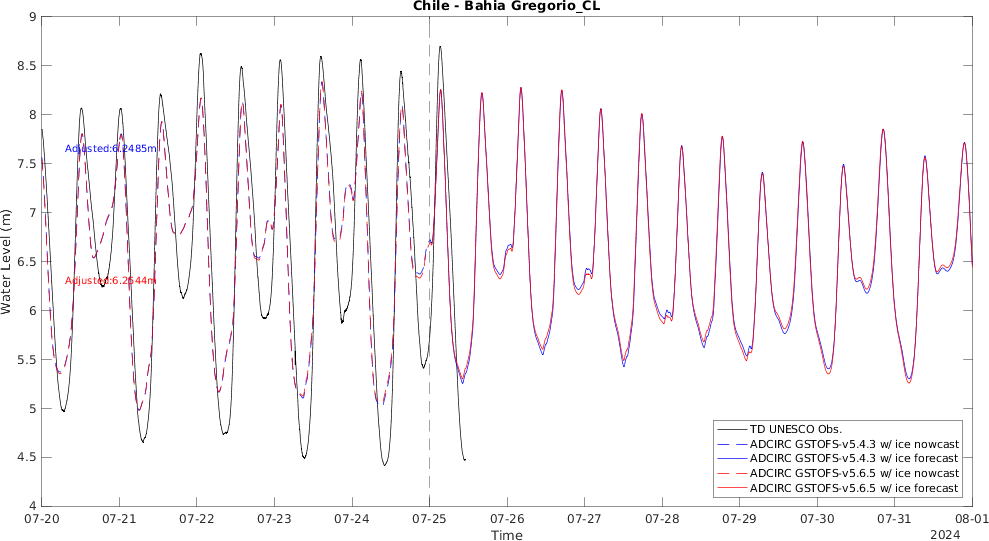 Chile - Bahia Gregorio_CL
9
8.5
8
7.5
7
6.5
6
5.5
5
4.5
4
Water Level (m)
Adjusted:6.2485m
Adjusted:6.2544m
TD UNESCO Obs.
ADCIRC GSTOFS-v5.4.3 w/ ice nowcast
ADCIRC GSTOFS-v5.4.3 w/ ice forecast
ADCIRC GSTOFS-v5.6.5 w/ ice nowcast
ADCIRC GSTOFS-v5.6.5 w/ ice forecast
07-20 07-21 07-22 07-23 07-24 07-25 07-26 07-27 07-28 07-29 07-30 07-31 08-01
Time
2024